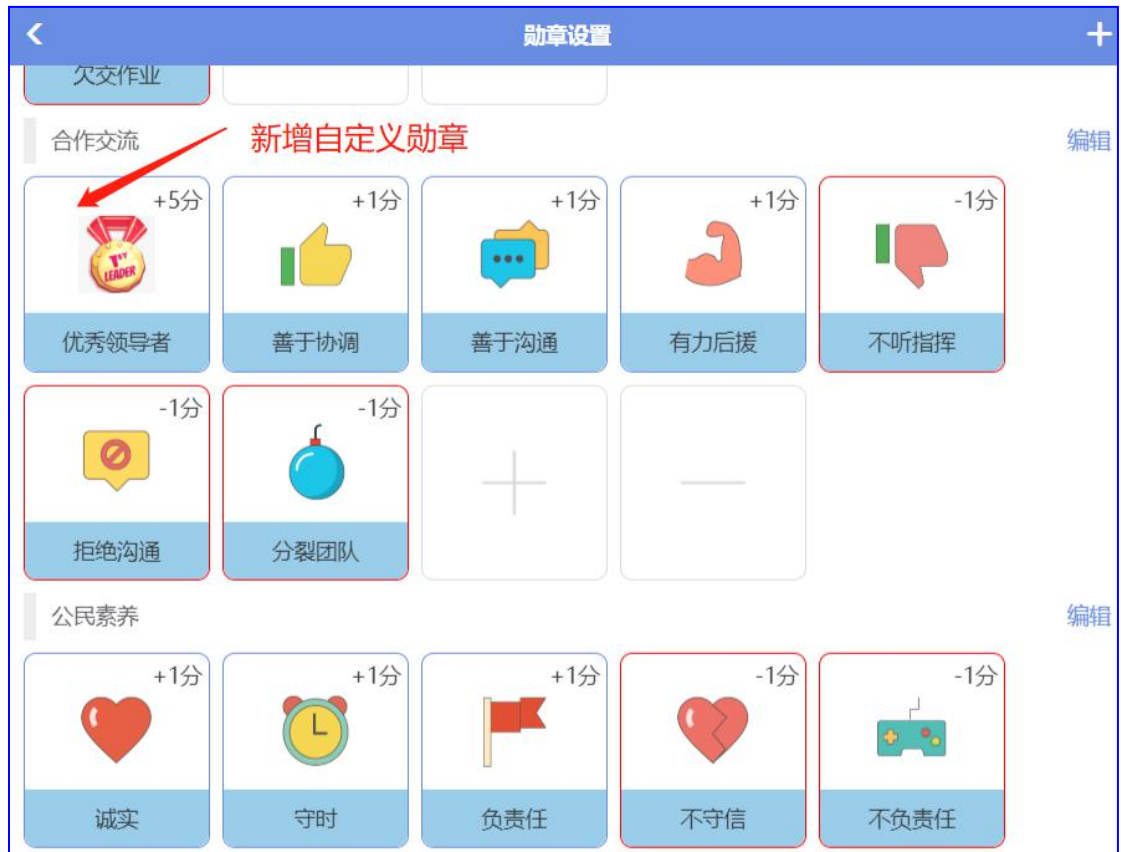 勋章设置
欠交作业
合作交流
新增自定义勋章
编辑
+5分
+1分
+1分
+1分
-1分
1ST
LEADER
优秀领导者
善于协调
善于沟通
有力后援
不听指挥
-1分
-1分
拒绝沟通
分裂团队
公民素养
编辑
+1分
+1分
+1分
-1分
-1分
诚实
守时
负责任
不守信
不负责任